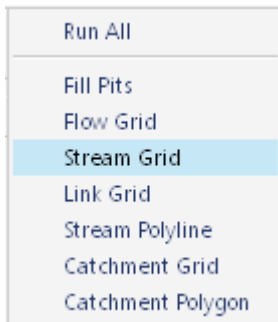 Run All
Fill Pits
Flow Grid
Stream Grid
Link Grid
Stream Polyline
Catchment Grid
Catchment Polygon